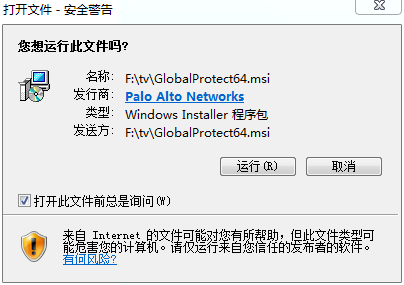 打开文件 - 安全警告
您想运行此文件吗?
名称: F:\tv\GlobalProtect64.msi
发行商: Palo Alto Networks
类型: Windows Installer 程序包
发送方: F:\tv\GlobalProtect64.msi
运行(R) 取消
打开此文件前总是询问(W)
来自 Internet 的文件可能对您有所帮助，但此文件类型可
能危害您的计算机。请仅运行来自您信任的发布者的软件。
有何风险?